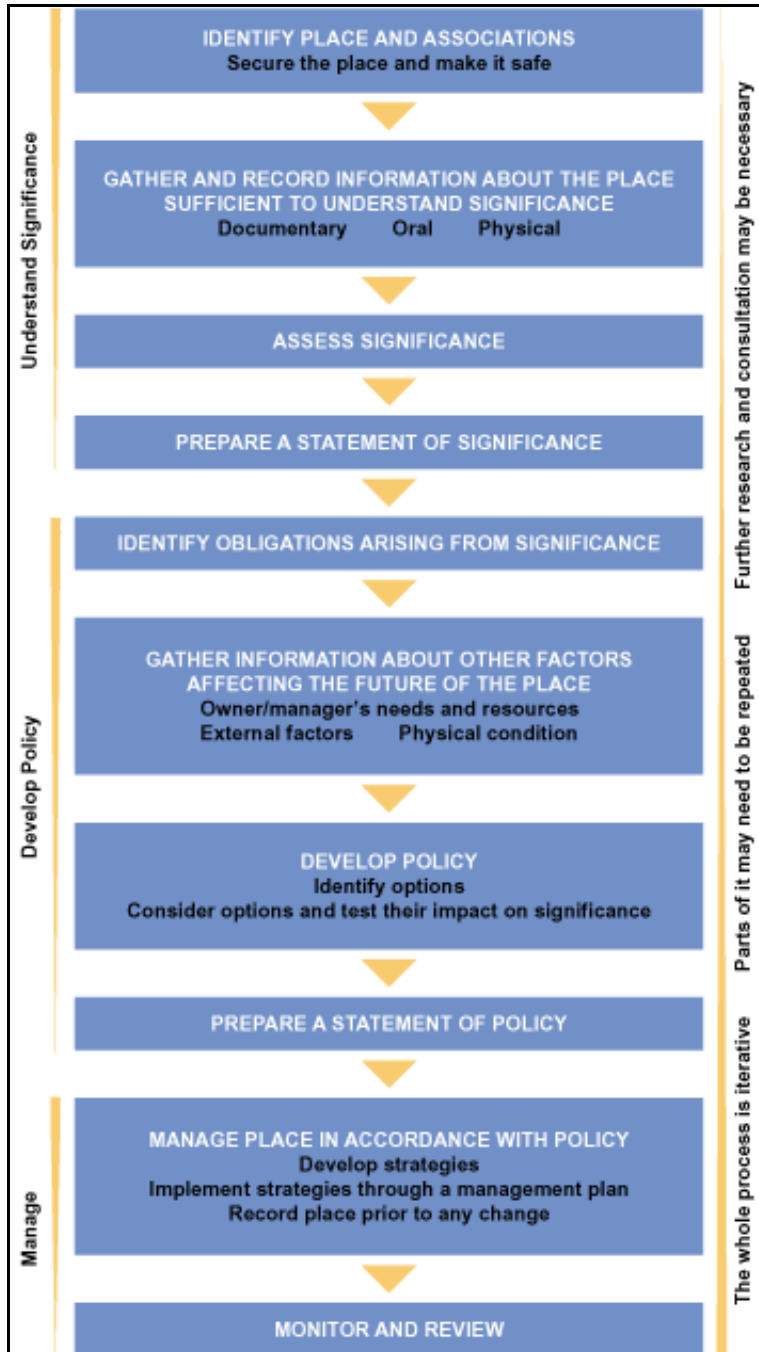 Understand Significance
IDENTIFY PLACE AND ASSOCIATIONS
Secure the place and make it safe
GATHER AND RECORD INFORMATION ABOUT THE PLACE
SUFFICIENT TO UNDERSTAND SIGNIFICANCE
Documentary Oral Physical
ASSESS SIGNIFICANCE
PREPARE A STATEMENT OF SIGNIFICANCE
Develop Policy
IDENTIFY OBLIGATIONS ARISING FROM SIGNIFICANCE
GATHER INFORMATION ABOUT OTHER FACTORS
AFFECTING THE FUTURE OF THE PLACE
Owner/manager's needs and resources
External factors Physical condition
DEVELOP POLICY
Identify options
Consider options and test their impact on significance
PREPARE A STATEMENT OF POLICY
Manage
MANAGE PLACE IN ACCORDANCE WITH POLICY
Develop strategies
Implement strategies through a management plan
Record place prior to any change
MONITOR AND REVIEW
The whole process is iterative
Parts of it may need to be repeated
Further research and consultation may be necessary